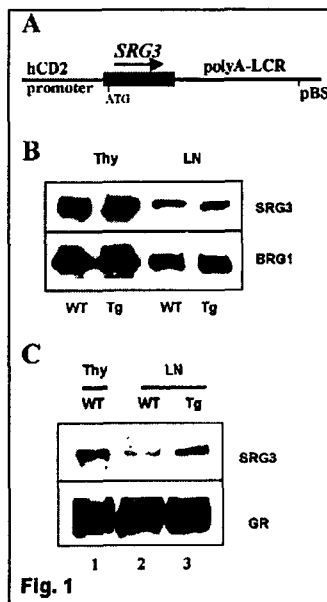 A
SRG3
hCD2
polyA-LCR
promoter
ATG
pBS
B
Thy LN
SRG3
BRG1
WT Tg WT Tg
C
Thy LN
WT WT Tg
SRG3
GR
1 2 3
Fig. 1